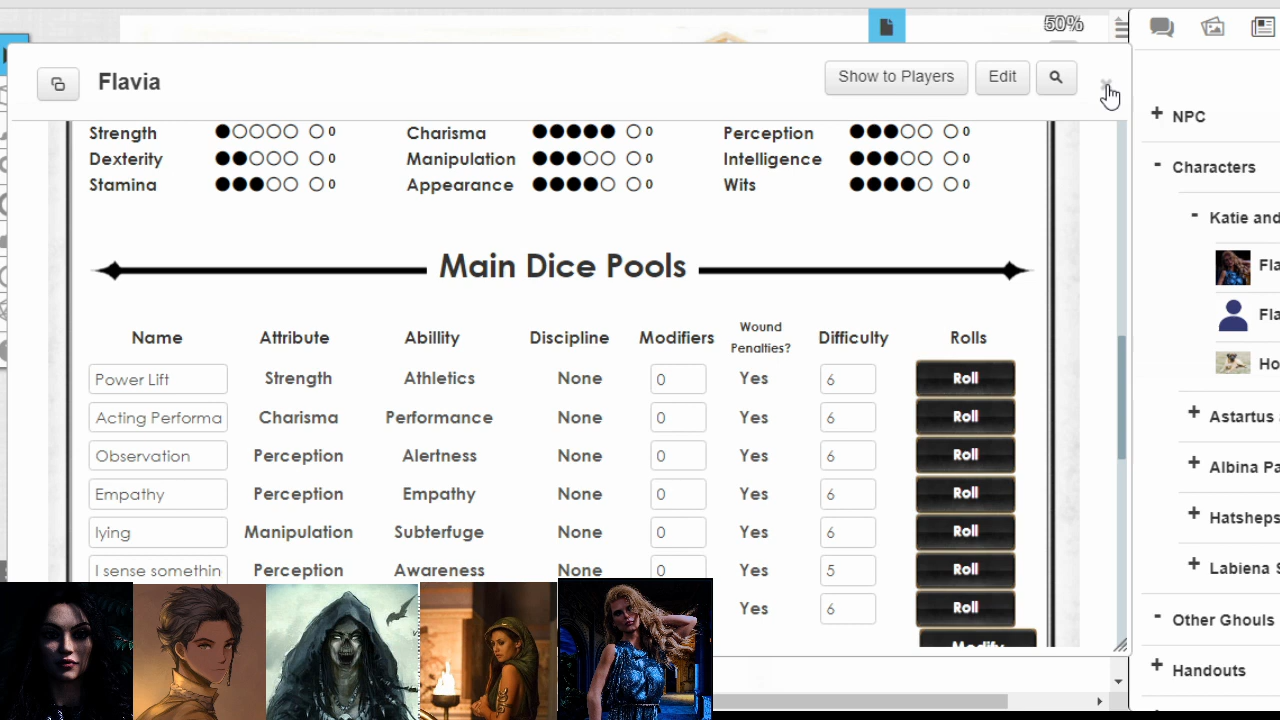 50%
Flavia
Show to Players
Edit
NPC
Characters
Katie and
Fla
Fla
Ho
Astartus
Albina Pa
Hatsheps
Labiena S
Other Ghouls
Handouts
Strength 0 Charisma 0 Perception 0
Dexterity 0 Manipulation 0 Intelligence 0
Stamina 0 Appearance 0 Wits 0
Main Dice Pools
Name Attribute Abillity Discipline Modifiers Wound Penalties? Difficulty Rolls
Power Lift Strength Athletics None 0 Yes 6 Roll
Acting Performa Charisma Performance None 0 Yes 6 Roll
Observation Perception Alertness None 0 Yes 6 Roll
Empathy Perception Empathy None 0 Yes 6 Roll
lying Manipulation Subterfuge None 0 Yes 6 Roll
I sense somethin Perception Awareness None 0 Yes 5 Roll
Yes 6 Roll
Modify